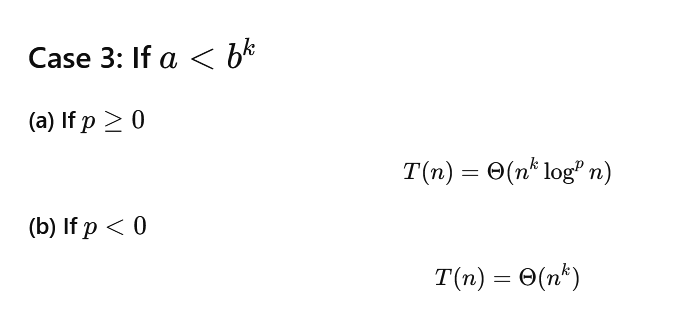 Case 3: If a < b^k
(a) If p ≥ 0
T(n) = Θ(n^k log^p n)
(b) If p < 0
T(n) = Θ(n^k)